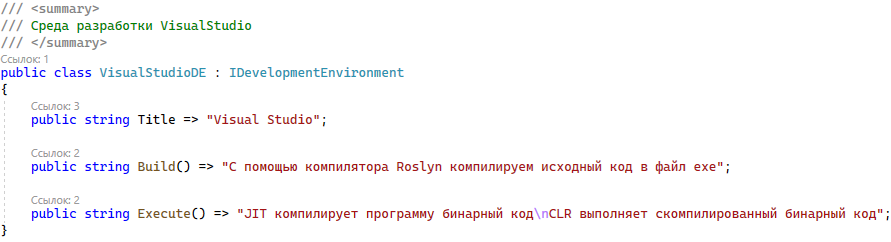 /// <summary>
/// Среда разработки VisualStudio
/// </summary>
Ссылок: 1
public class VisualStudioDE : IDevelopmentEnvironment
{
Ссылок: 3
public string Title => "Visual Studio";
Ссылок: 2
public string Build() => "С помощью компилятора Roslyn компилируем исходный код в файл exe";
Ссылок: 2
public string Execute() => "JIT компилирует программу бинарный код\nCLR выполняет скомпилированный бинарный код";
}